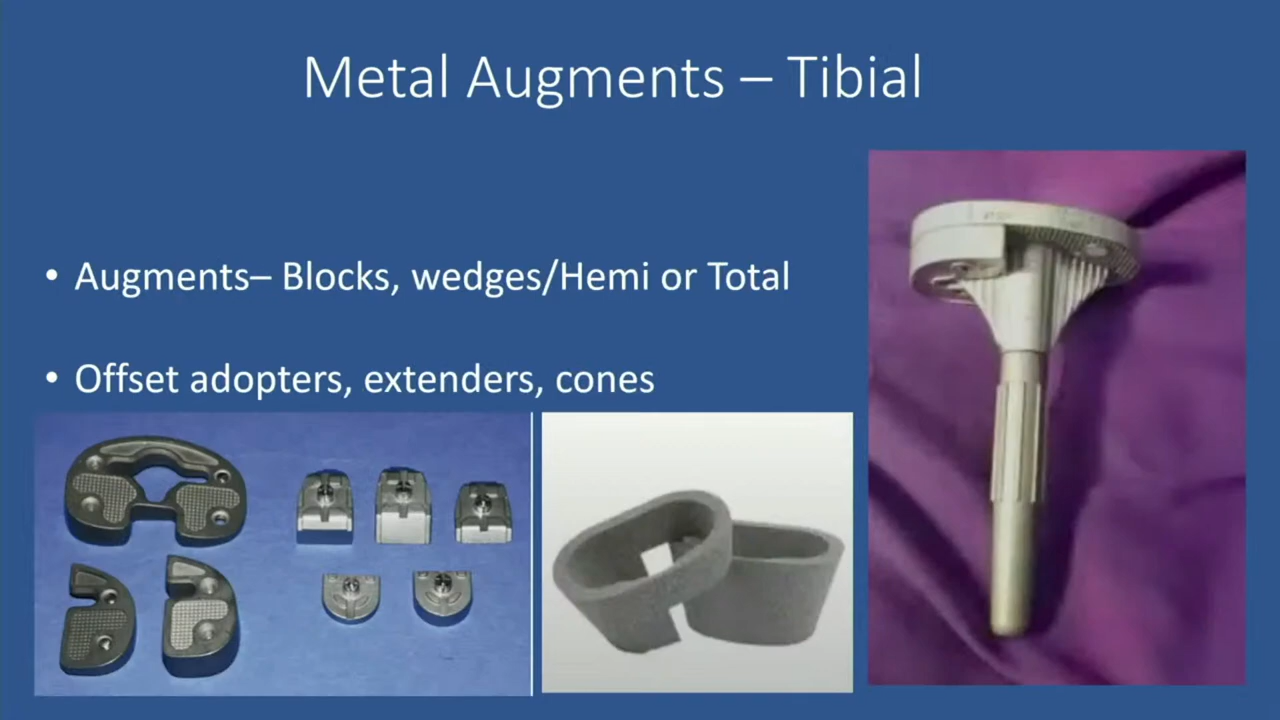 Metal Augments – Tibial
• Augments– Blocks, wedges/Hemi or Total
• Offset adopters, extenders, cones